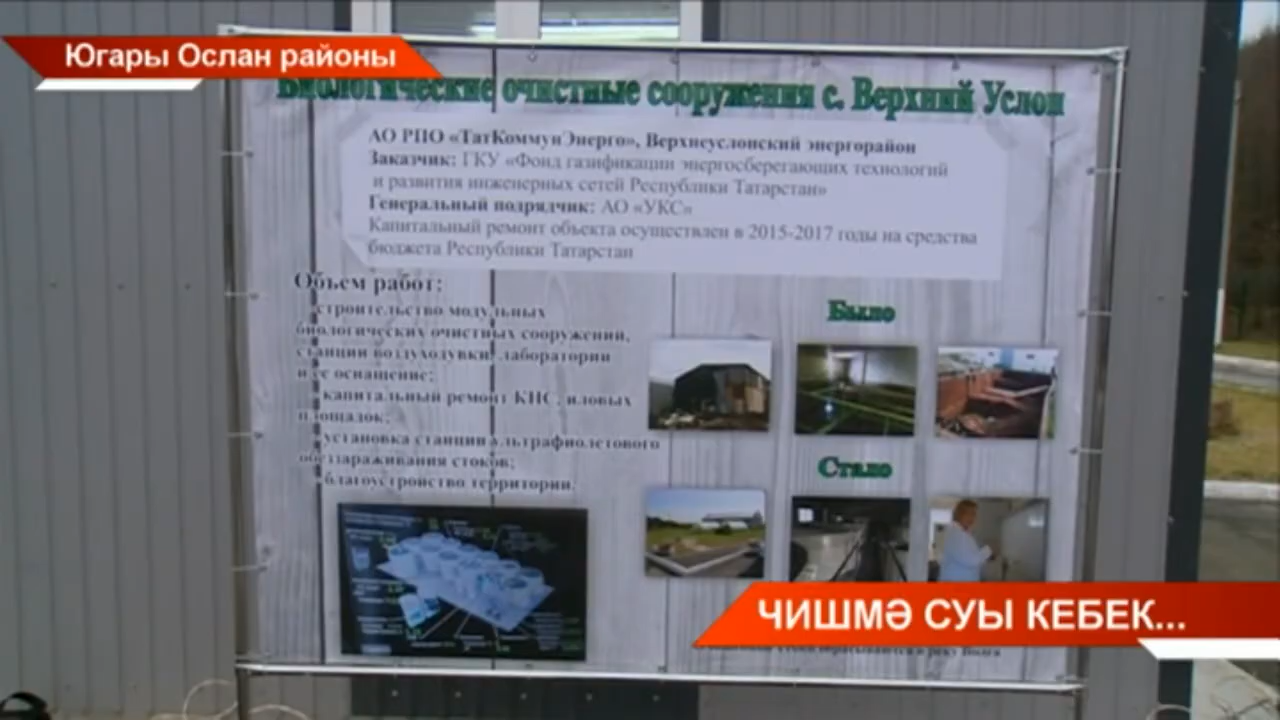 Югары Ослан районы
Биологические очистные сооружения с. Верхний Услон
АО РПО «ТатКоммунЭнерго», Верхнеуслонский энергорайон
Заказчик: ГКУ «Фонд газификации энергосберегающих технологий
и развития инженерных сетей Республики Татарстан»
Генеральный подрядчик: АО «УКС»
Капитальный ремонт объекта осуществлен в 2015-2017 годы на средства
бюджета Республики Татарстан
Объем работ:
строительство модульных
биологических очистных сооружений,
станции воздуходувки, лаборатории
и ее оснащение;
капитальный ремонт КНС, иловых
площадок;
установка станции ультрафиолетового
обеззараживания стоков;
благоустройство территории.
Было
Стало
ЧИШМӘ СУЫ КЕБЕК...
в реку Волга